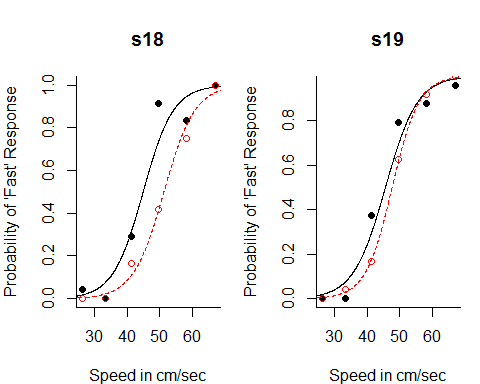 s18
Probability of 'Fast' Response
0.0 0.2 0.4 0.6 0.8 1.0
30 40 50 60
Speed in cm/sec
s19
Probability of 'Fast' Response
0.0 0.2 0.4 0.6 0.8
30 40 50 60
Speed in cm/sec